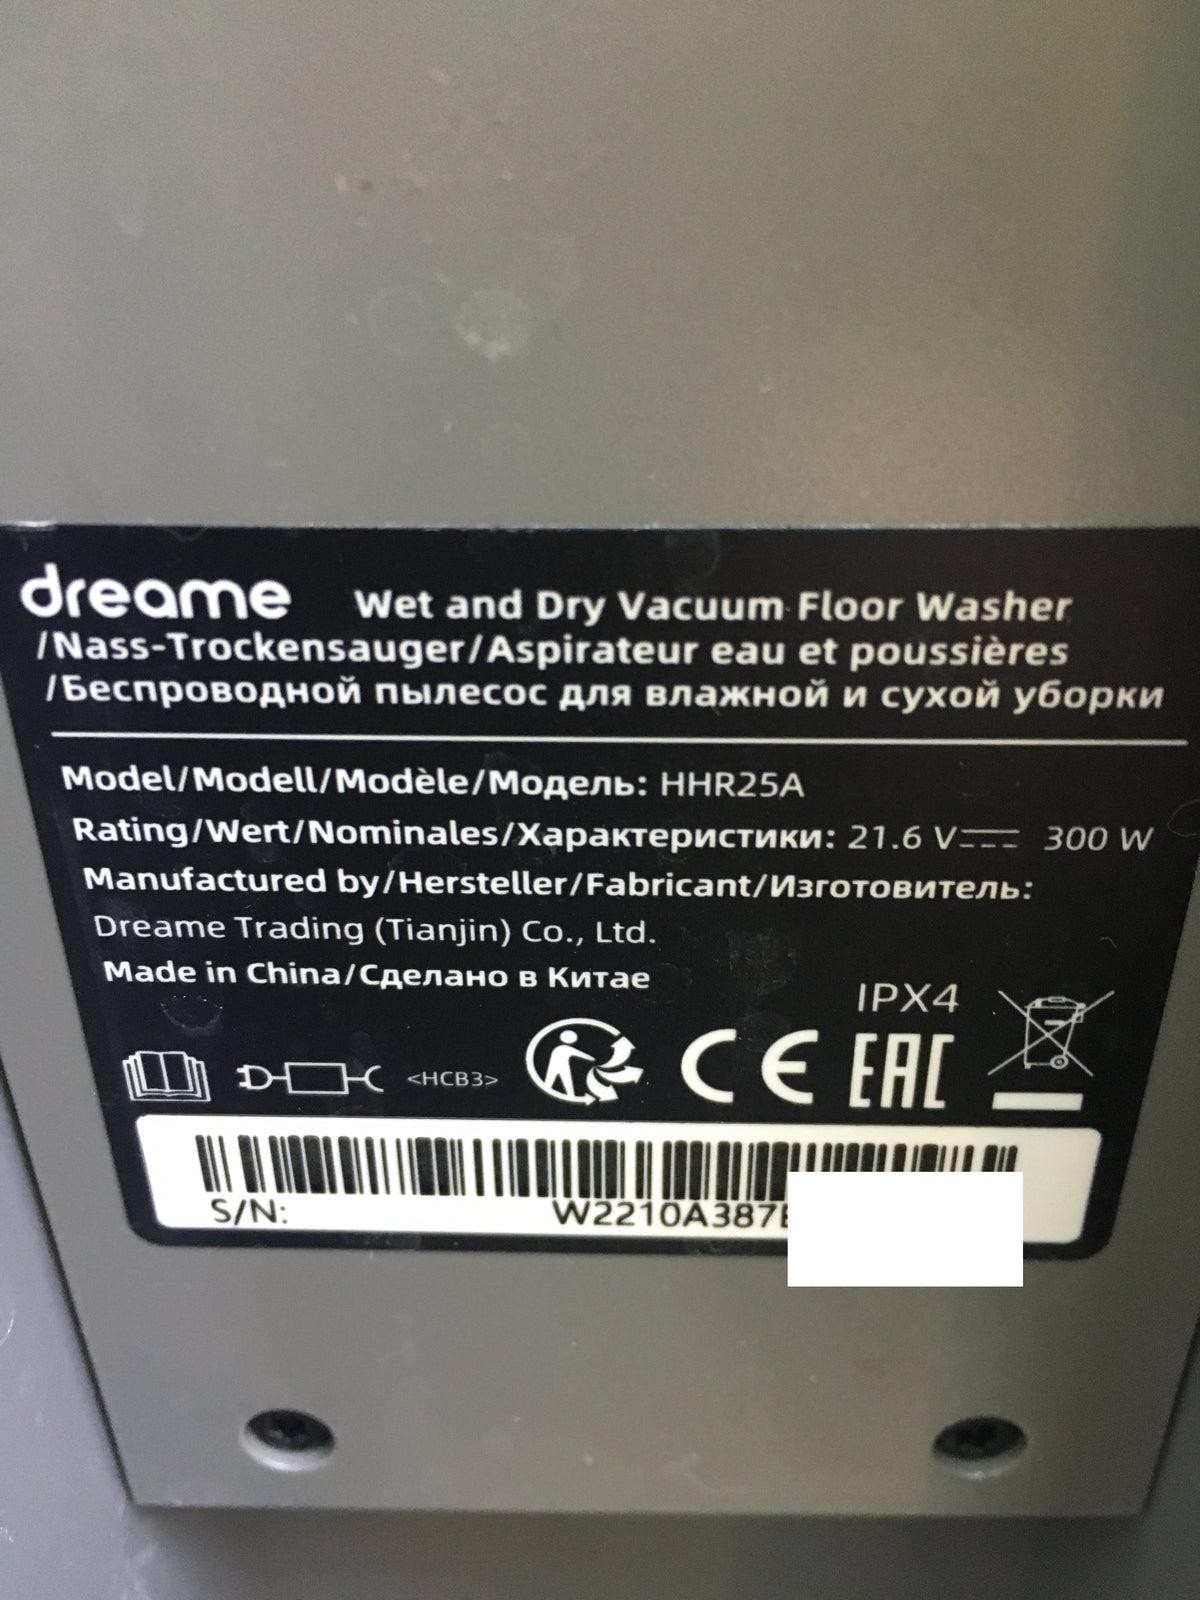 dreame Wet and Dry Vacuum Floor Washer
/Nass-Trockensauger/Aspirateur eau et poussières
/Беспроводной пылесос для влажной и сухой уборки
Model/Modell/Modèle/Модель: HHR25A
Rating/Wert/Nominales/Характеристики: 21.6 V⎓ 300 W
Manufactured by/Hersteller/Fabricant/Изготовитель:
Dreame Trading (Tianjin) Co., Ltd.
Made in China/Сделано в Китае
IPX4
<HCB3> CE EAC
S/N: W2210A387